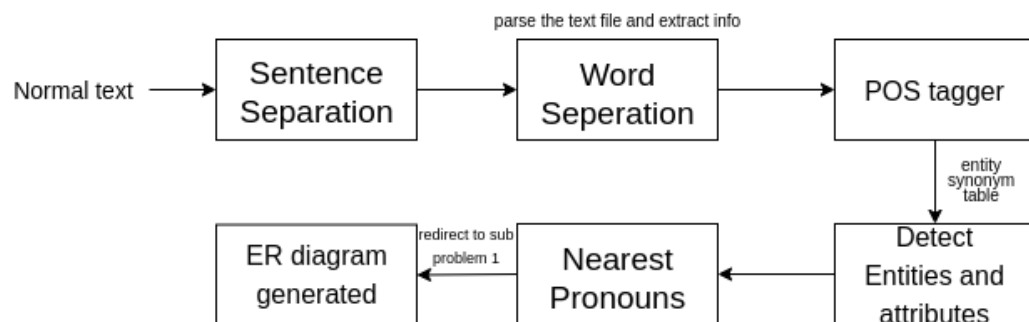 parse the text file and extract info
Normal text
Sentence
Separation
Word
Seperation
POS tagger
entity
synonym
table
Detect
Entities and
attributes
Nearest
Pronouns
redirect to sub
problem 1
ER diagram
generated